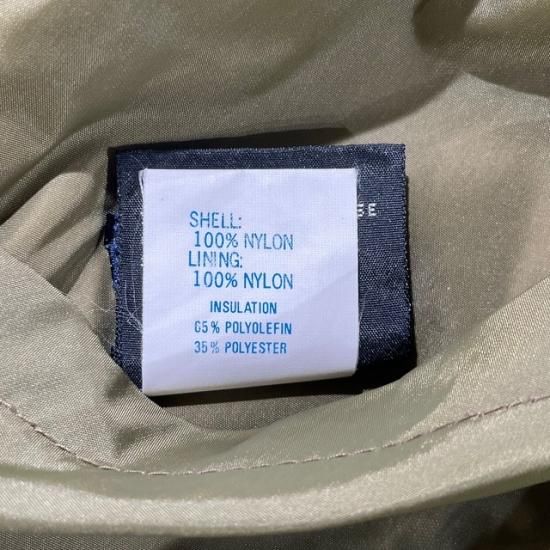 SHELL:
100% NYLON
LINING:
100% NYLON
INSULATION
65% POLYOLEFIN
35% POLYESTER